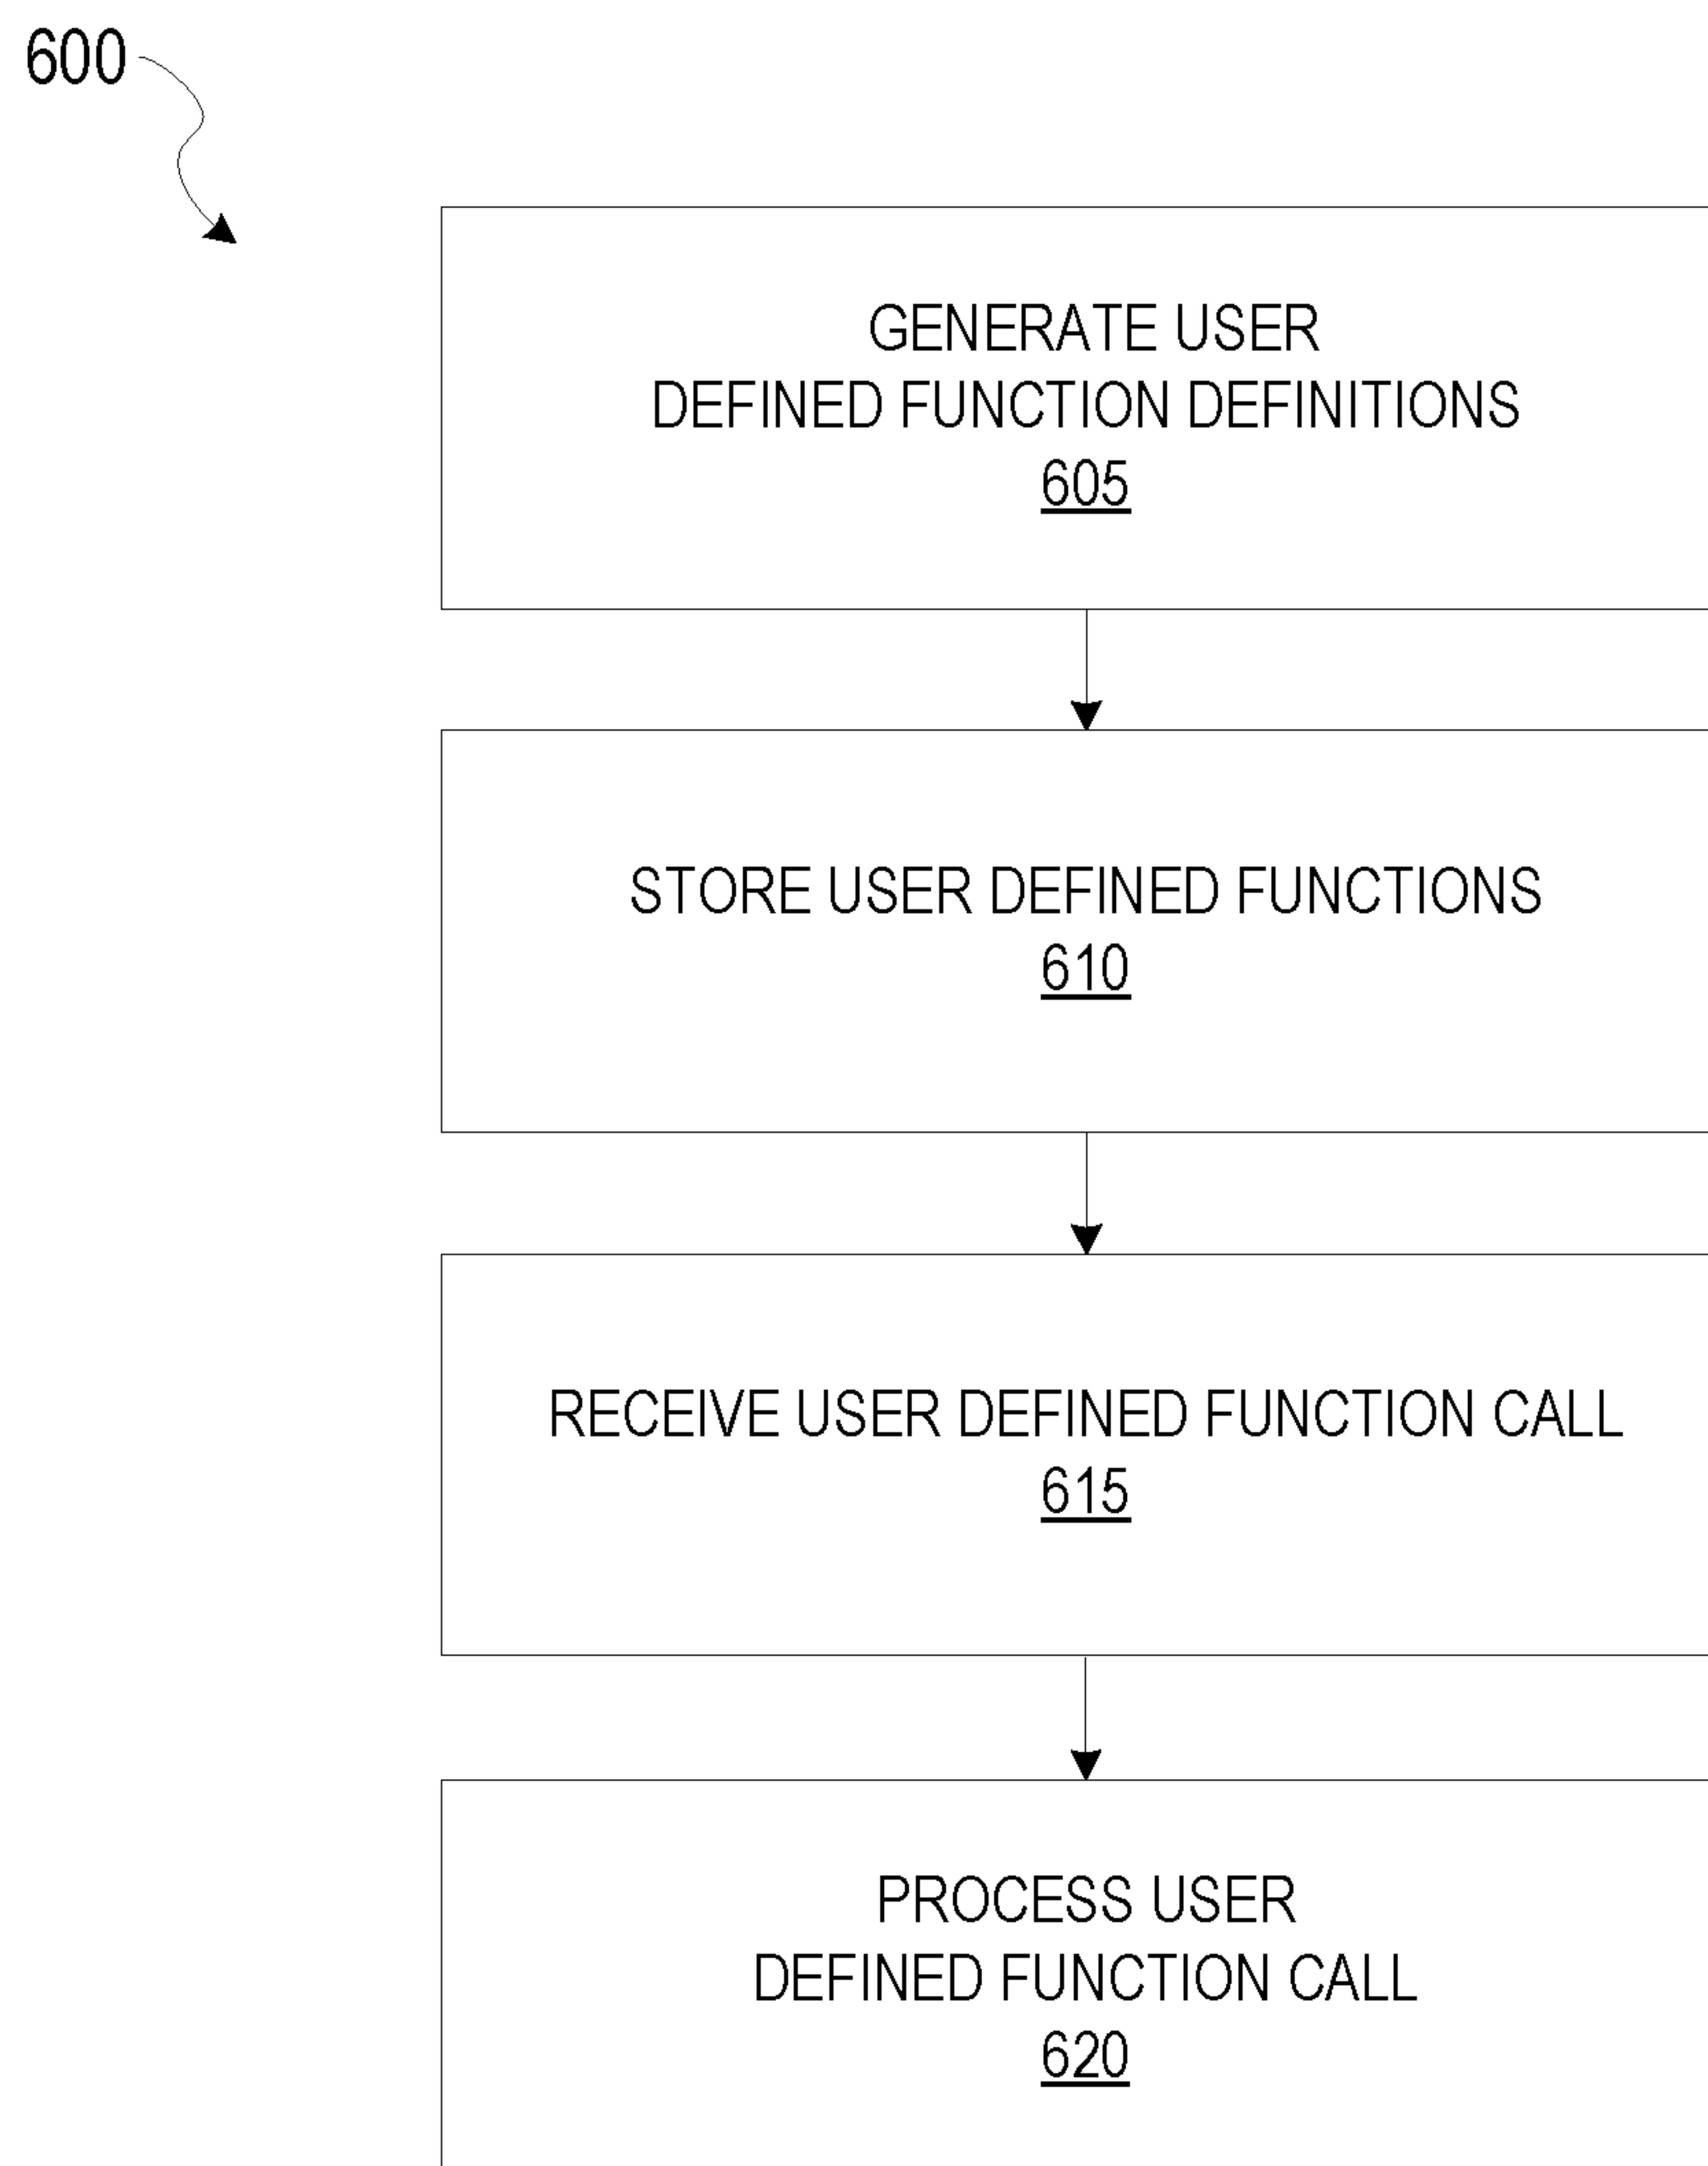 600
GENERATE USER
DEFINED FUNCTION DEFINITIONS
605
STORE USER DEFINED FUNCTIONS
610
RECEIVE USER DEFINED FUNCTION CALL
615
PROCESS USER
DEFINED FUNCTION CALL
620